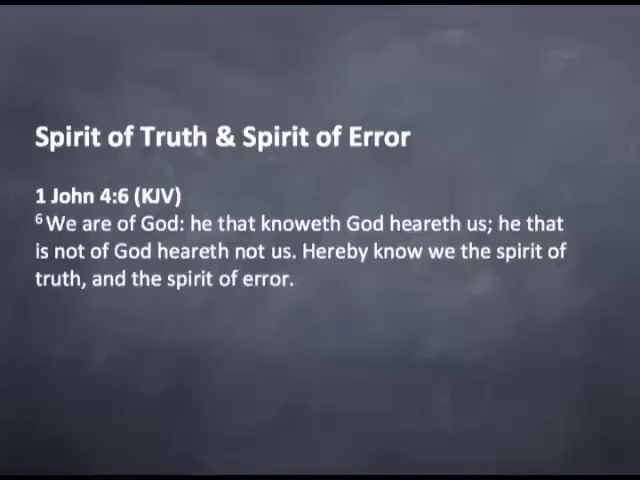 Spirit of Truth & Spirit of Error
1 John 4:6 (KJV)
6 We are of God: he that knoweth God heareth us; he that
is not of God heareth not us. Hereby know we the spirit of
truth, and the spirit of error.